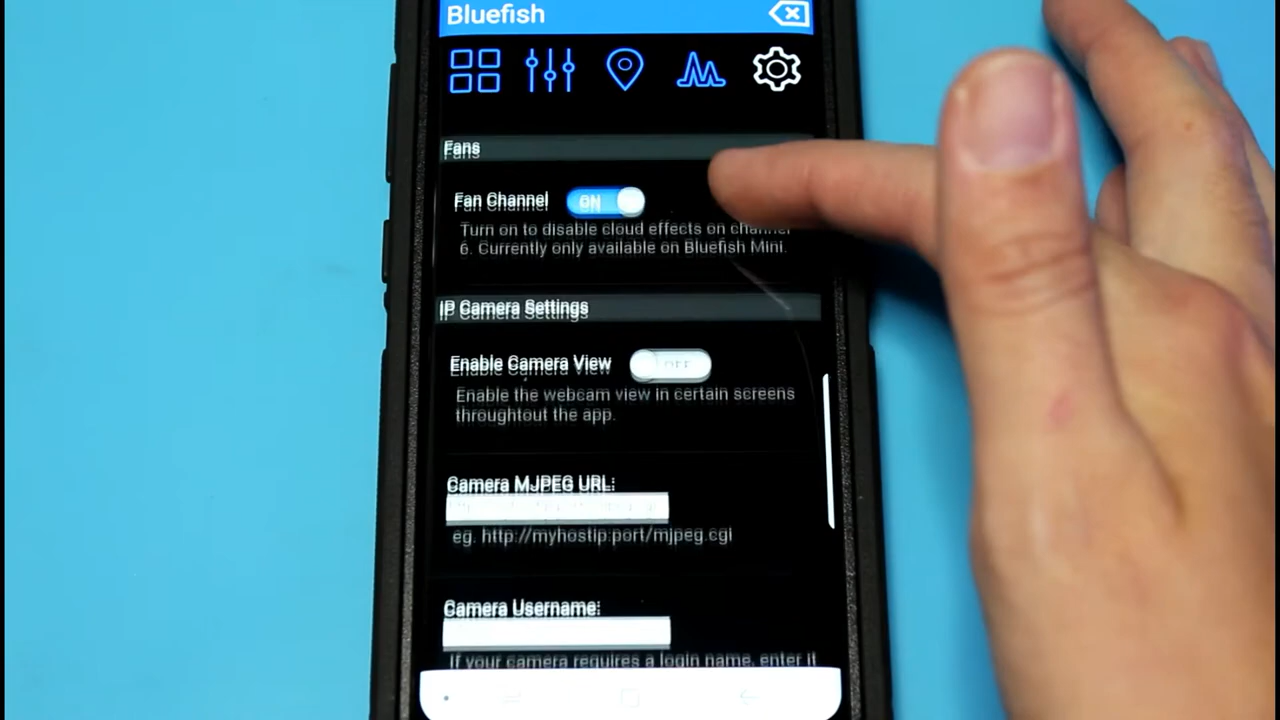 Bluefish
Fans
Fan Channel ON
Turn on to disable cloud effects on channel
6. Currently only available on Bluefish Mini.
IP Camera Settings
Enable Camera View OFF
Enable the webcam view in certain screens
throughtout the app.
Camera MJPEG URL:
eg. http://myhostip:port/mjpeg.cgi
Camera Username:
If your camera requires a login name, enter it